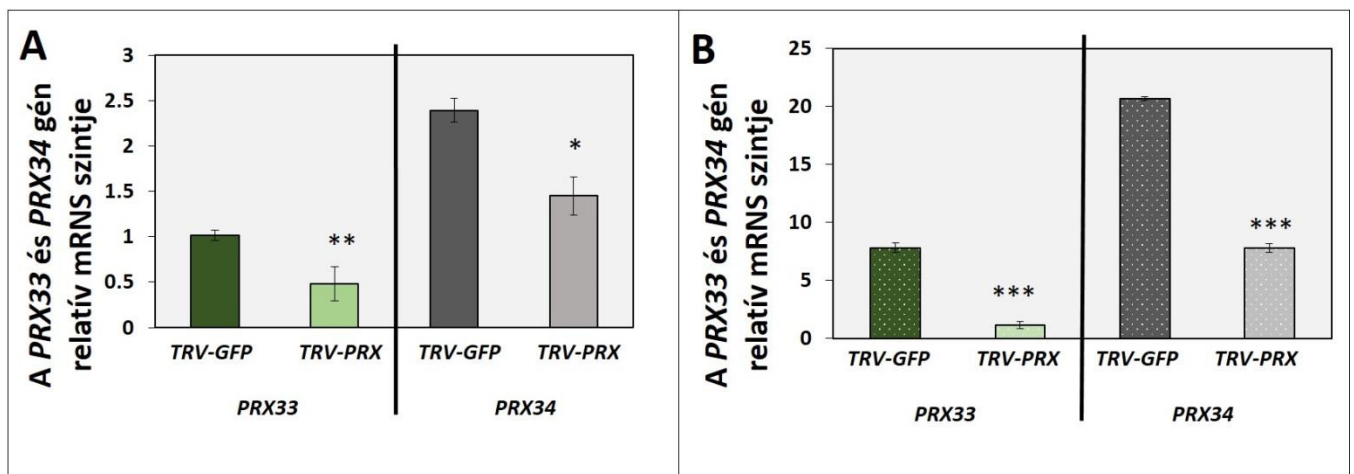 A
A PRX33 és PRX34 gén
relatív mRNS szintje
3
2.5
2
1.5
1
0.5
0
**
*
TRV-GFP TRV-PRX TRV-GFP TRV-PRX
PRX33 PRX34
B
A PRX33 és PRX34 gén
relatív mRNS szintje
25
20
15
10
5
0
***
***
TRV-GFP TRV-PRX TRV-GFP TRV-PRX
PRX33 PRX34